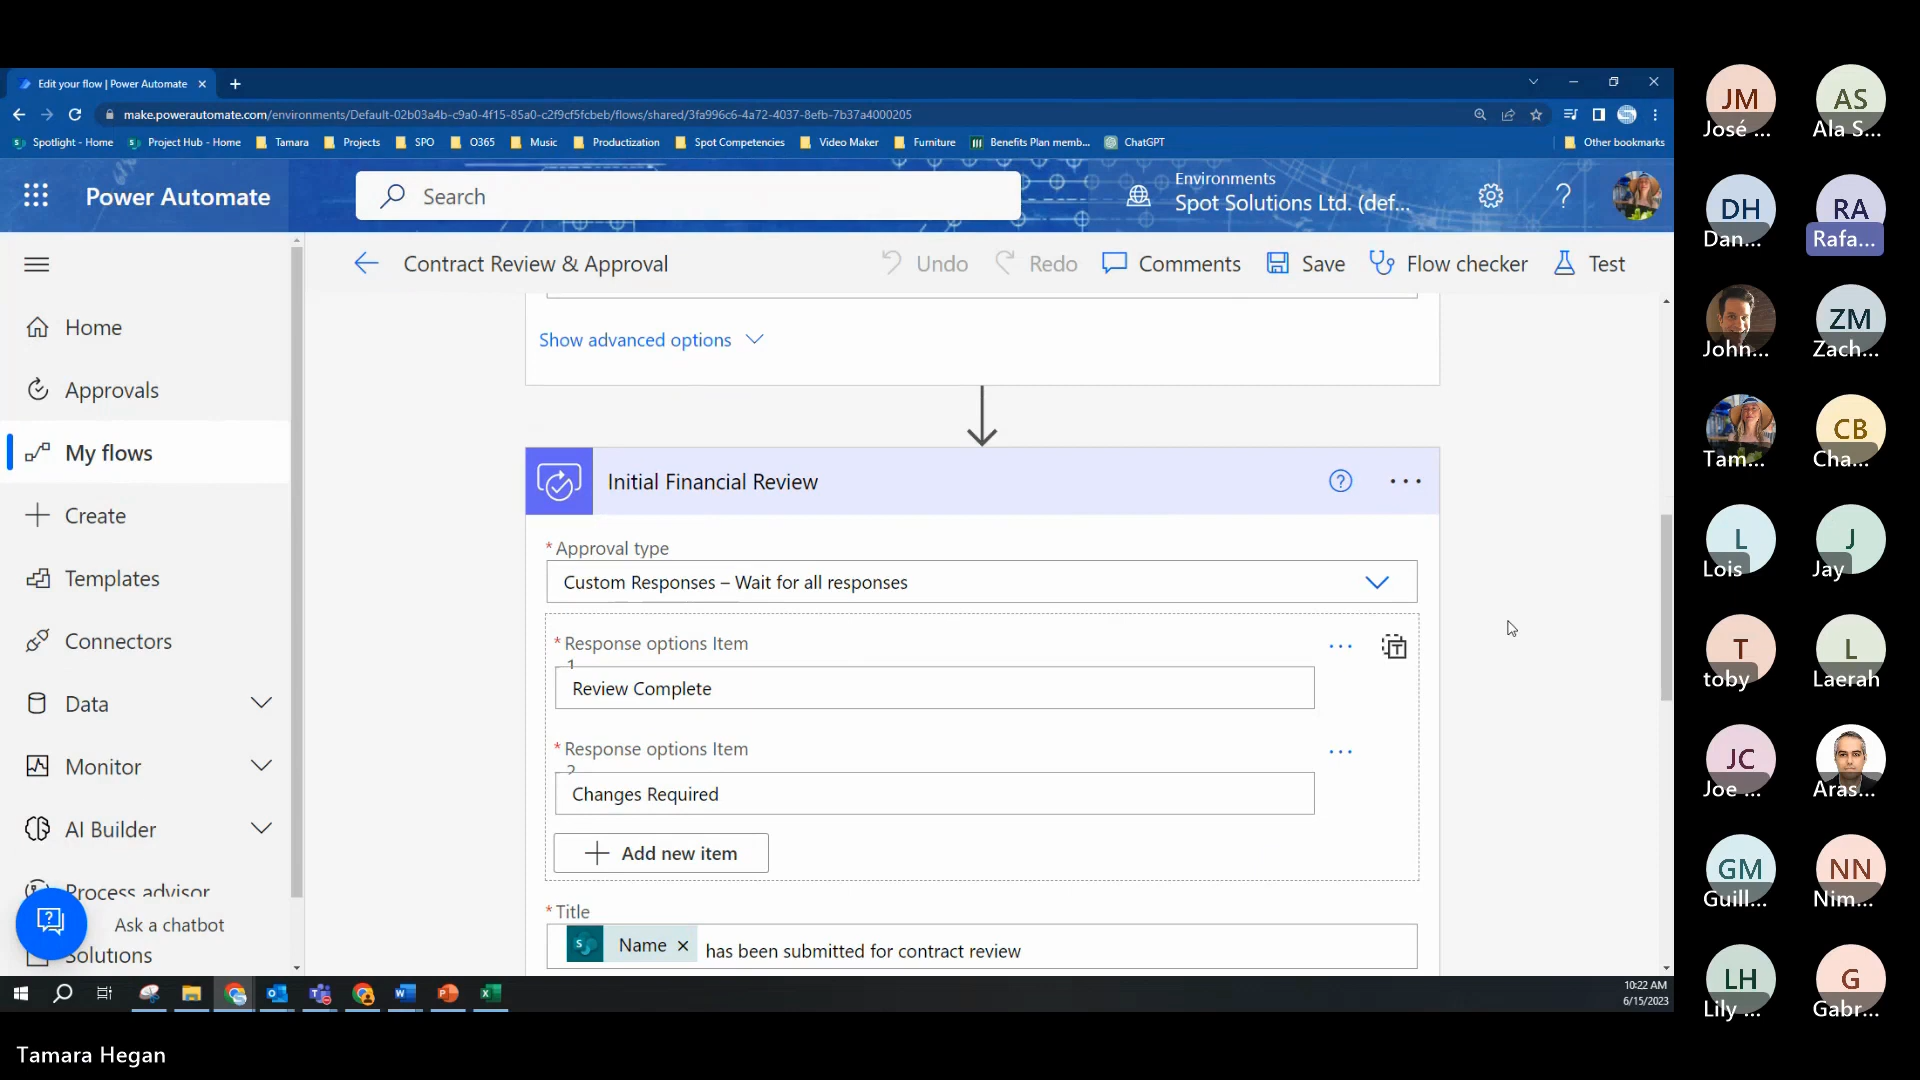 Edit your flow | Power Automate
make.powerautomate.com/environments/Default-02b03a4b-c9a0-4f15-85a0-c2f9cf5fcbeb/flows/shared/3fa996c6-4a72-4037-8efb-7b37a4000205
Spotlight - Home Project Hub - Home Tamara Projects SPO O365 Music Productization Spot Competencies Video Maker Furniture Benefits Plan memb... ChatGPT Other bookmarks
Power Automate
Search
Environments
Spot Solutions Ltd. (def...
Contract Review & Approval
Undo Redo Comments Save Flow checker Test
Home
Approvals
My flows
Create
Templates
Connectors
Data
Monitor
AI Builder
Process advisor
Ask a chatbot
Solutions
Show advanced options
Initial Financial Review
* Approval type
Custom Responses – Wait for all responses
* Response options Item
1
Review Complete
* Response options Item
2
Changes Required
Add new item
* Title
Name × has been submitted for contract review
10:22 AM
6/15/2023
Tamara Hegan
JM
José ...
AS
Ala S...
DH
Dan...
RA
Rafa...
John...
ZM
Zach...
Tam...
CB
Cha...
L
Lois
J
Jay
T
toby
L
Laerah
JC
Joe ...
Aras...
GM
Guill...
NN
Nim...
LH
Lily ...
G
Gabr...